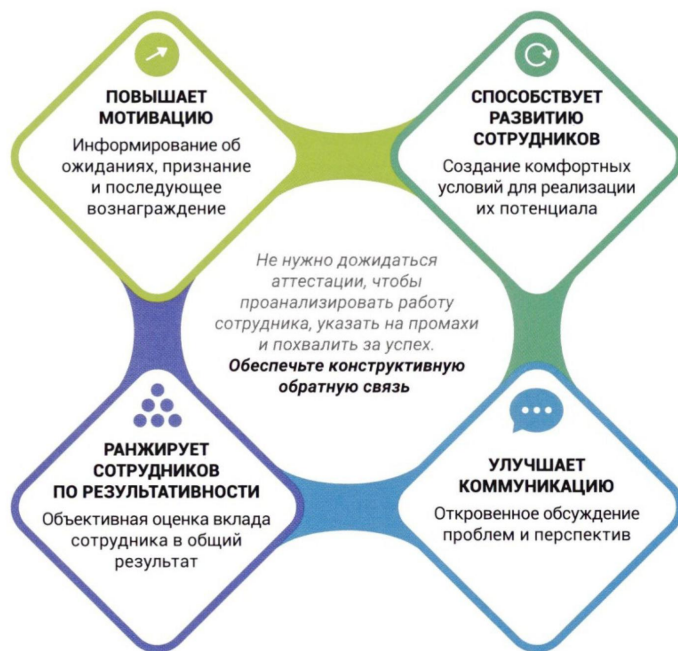 ПОВЫШАЕТ
МОТИВАЦИЮ
Информирование об
ожиданиях, признание
и последующее
вознаграждение
СПОСОБСТВУЕТ
РАЗВИТИЮ
СОТРУДНИКОВ
Создание комфортных
условий для реализации
их потенциала
Не нужно дожидаться
аттестации, чтобы
проанализировать работу
сотрудника, указать на промахи
и похвалить за успех.
Обеспечьте конструктивную
обратную связь
РАНЖИРУЕТ
СОТРУДНИКОВ
ПО РЕЗУЛЬТАТИВНОСТИ
Объективная оценка вклада
сотрудника в общий
результат
УЛУЧШАЕТ
КОММУНИКАЦИЮ
Откровенное обсуждение
проблем и перспектив